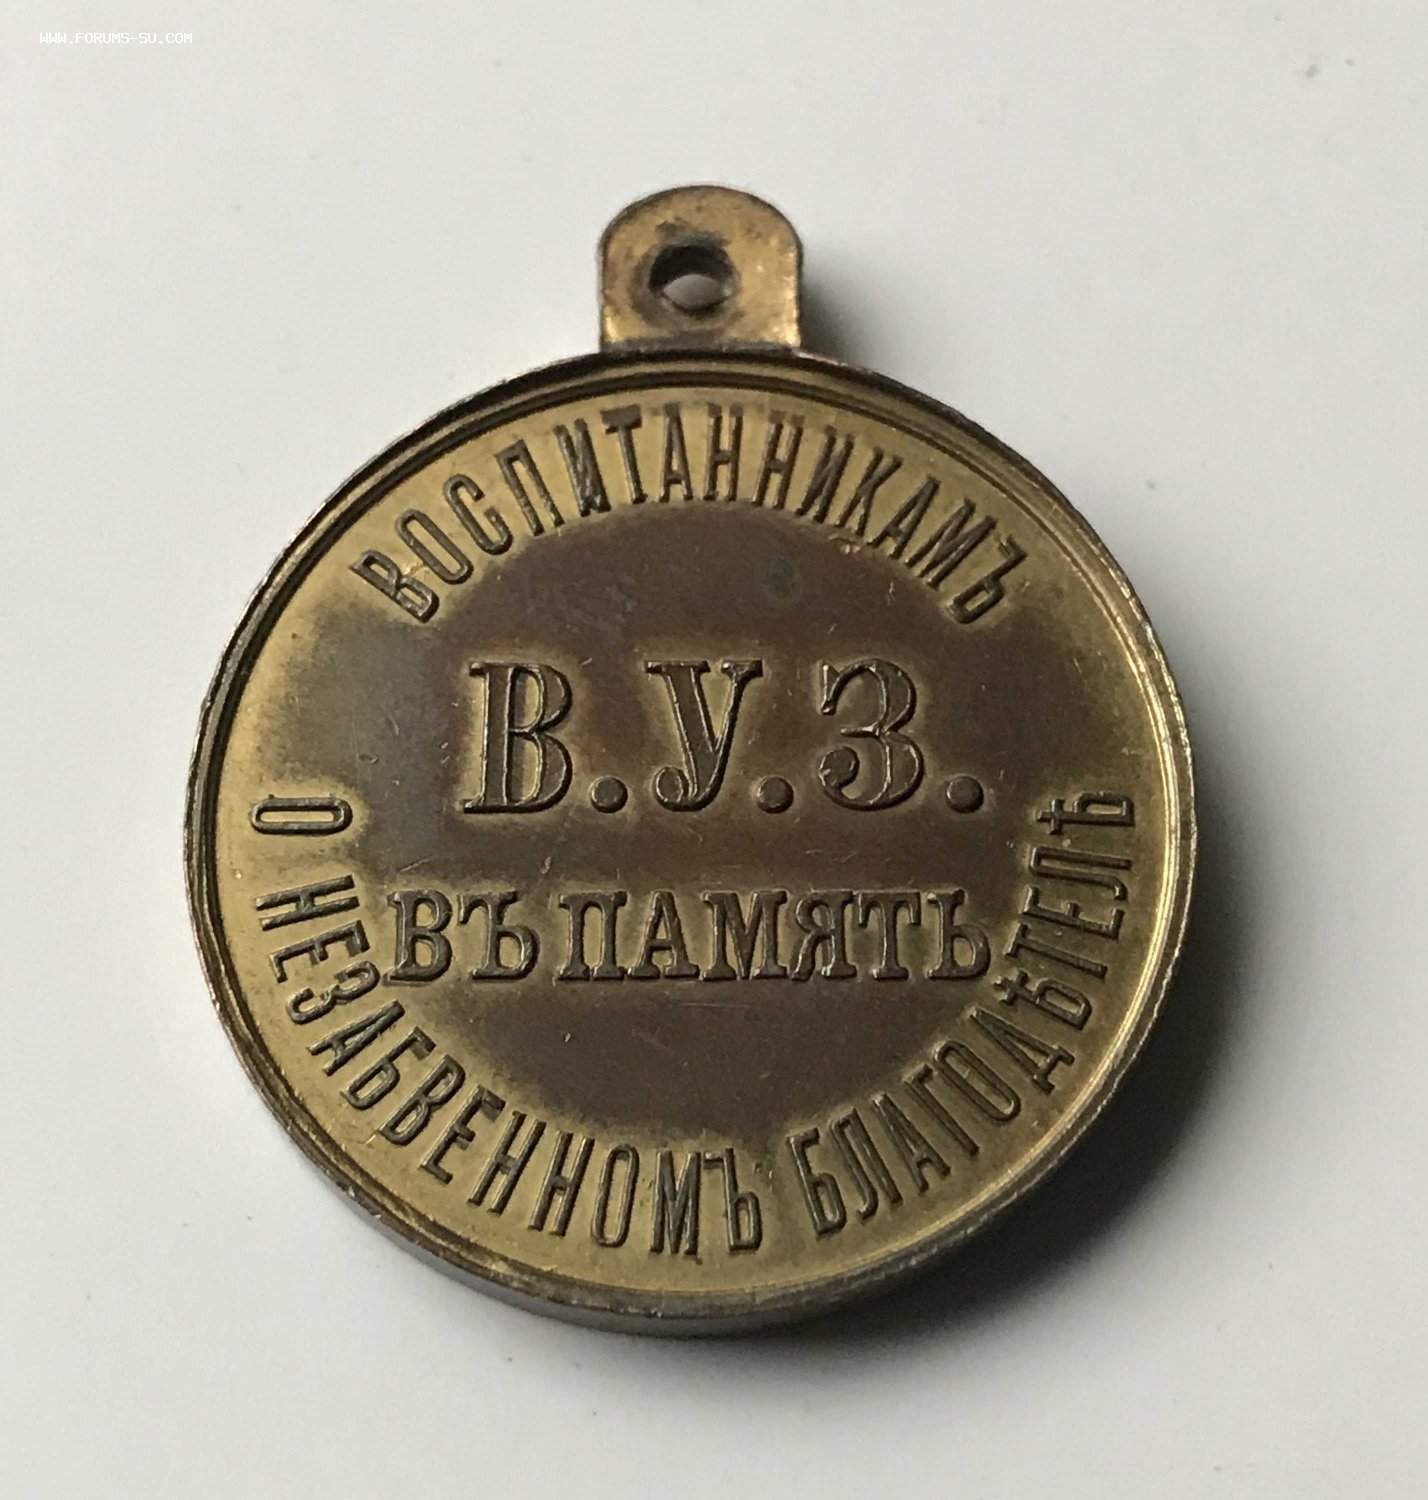 WWW.FORUMS-SU.COM
ВОСПИТАННИКАМЪ
В.У.З.
ВЪ ПАМЯТЬ
О НЕЗАБВЕННОМЪ БЛАГОДѢТЕЛѢ